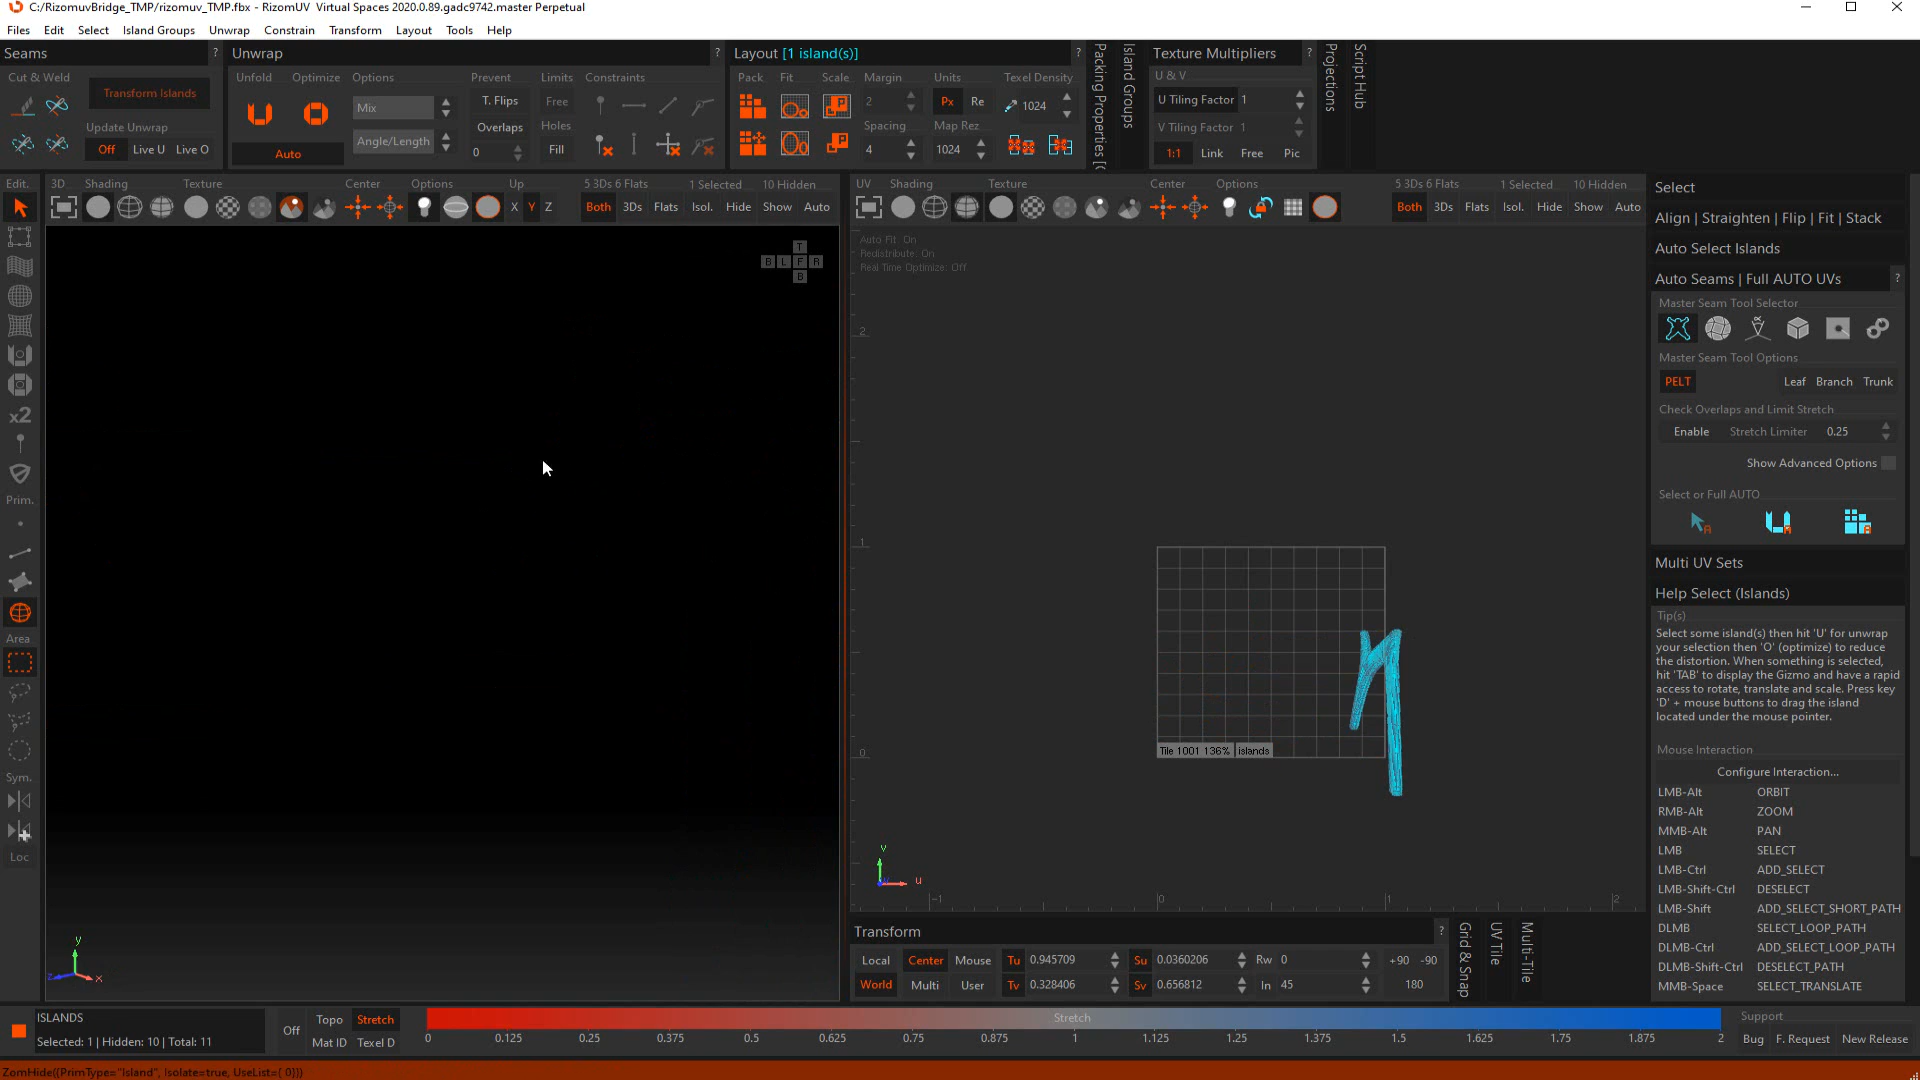 C:/RizomuvBridge_TMP/rizomuv_TMP.fbx - RizomUV Virtual Spaces 2020.0.89.gadc9742.master Perpetual
Files Edit Select Island Groups Unwrap Constrain Transform Layout Tools Help
Seams ? Unwrap ? Layout [1 island(s)] ? Texture Multipliers ?
Packing Properties [
Island Groups
Projections
Script Hub
Cut & Weld Unfold Optimize Options Prevent Limits Constraints Pack Fit Scale Margin Units Texel Density U & V
Transform Islands Mix T. Flips Free 2 Px Re 1024 U Tiling Factor 1
Update Unwrap Overlaps Holes Spacing Map Rez V Tiling Factor 1
Off Live U Live O Auto Angle/Length 0 Fill 4 1024 1:1 Link Free Pic
Edit. 3D Shading Texture Center Options Up 5 3Ds 6 Flats 1 Selected 10 Hidden
X Y Z Both 3Ds Flats Isol. Hide Show Auto
UV Shading Texture Center Options 5 3Ds 6 Flats 1 Selected 10 Hidden
Both 3Ds Flats Isol. Hide Show Auto
T
B L F R
B
Auto Fit: On
Redistribute: On
Real Time Optimize: Off
2
1
0
Tile 1001 136% islands
v
u
-1 0 1 2
x2
Prim.
Area
Sym.
Loc
y
z x
Select
Align | Straighten | Flip | Fit | Stack
Auto Select Islands
Auto Seams | Full AUTO UVs ?
Master Seam Tool Selector
Master Seam Tool Options
PELT Leaf Branch Trunk
Check Overlaps and Limit Stretch
Enable Stretch Limiter 0.25
Show Advanced Options
Select or Full AUTO
Multi UV Sets
Help Select (Islands)
Tip(s)
Select some island(s) then hit 'U' for unwrap
your selection then 'O' (optimize) to reduce
the distortion. When something is selected,
hit 'TAB' to display the Gizmo and have a rapid
access to rotate, translate and scale. Press key
'D' + mouse buttons to drag the island
located under the mouse pointer.
Mouse Interaction
Configure Interaction...
LMB-Alt ORBIT
RMB-Alt ZOOM
MMB-Alt PAN
LMB SELECT
LMB-Ctrl ADD_SELECT
LMB-Shift-Ctrl DESELECT
LMB-Shift ADD_SELECT_SHORT_PATH
DLMB SELECT_LOOP_PATH
DLMB-Ctrl ADD_SELECT_LOOP_PATH
DLMB-Shift-Ctrl DESELECT_PATH
MMB-Space SELECT_TRANSLATE
Transform ?
Local Center Mouse Tu 0.945709 Su 0.0360206 Rw 0 +90 -90
World Multi User Tv 0.328406 Sv 0.656812 In 45 180
Grid & Snap
UV Tile
Multi-Tile
ISLANDS
Selected: 1 | Hidden: 10 | Total: 11
Off Topo Stretch
Mat ID Texel D
Stretch
0 0.125 0.25 0.375 0.5 0.625 0.75 0.875 1 1.125 1.25 1.375 1.5 1.625 1.75 1.875 2
Support
Bug F. Request New Release
ZomHide({PrimType="Island", Isolate=true, UseList={ 0}})